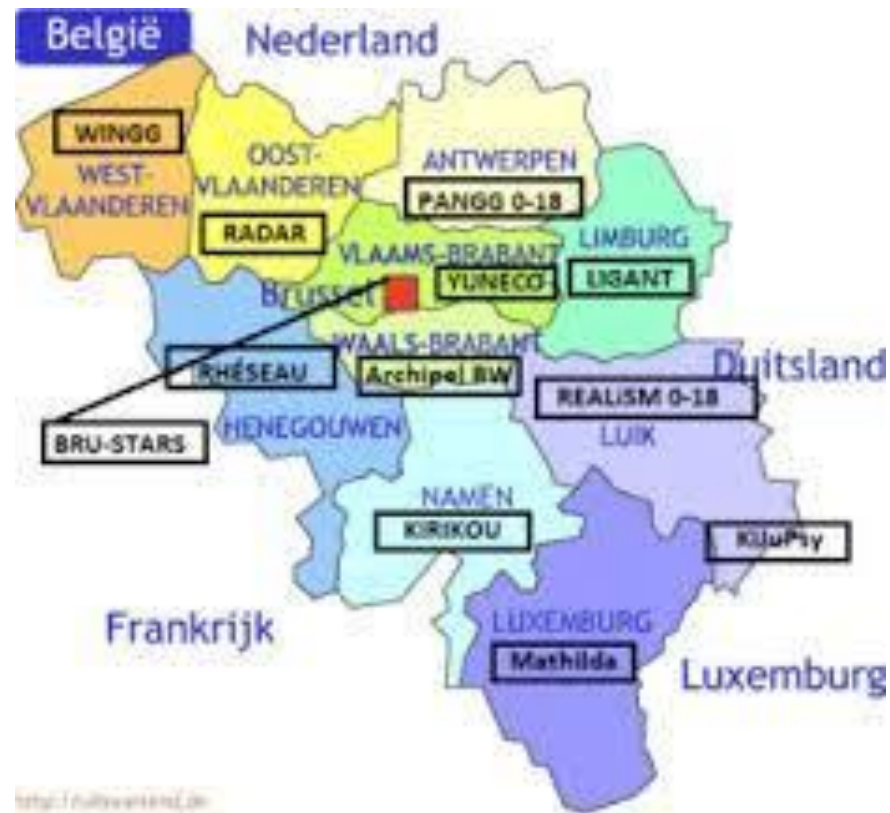 België
Nederland
WINGG
WEST-
VLAANDEREN
OOST-
VLAANDEREN
RADAR
ANTWERPEN
PANGG 0-18
VLAAMS-BRABANT
YUNECO
LIMBURG
LIGANT
Brussel
WAALS-BRABANT
Archipel BW
RHÉSEAU
HENEGOUWEN
BRU-STARS
Duitsland
REALiSM 0-18
LUIK
NAMEN
KIRIKOU
KiJuPsy
Frankrijk
LUXEMBURG
Mathilda
Luxemburg